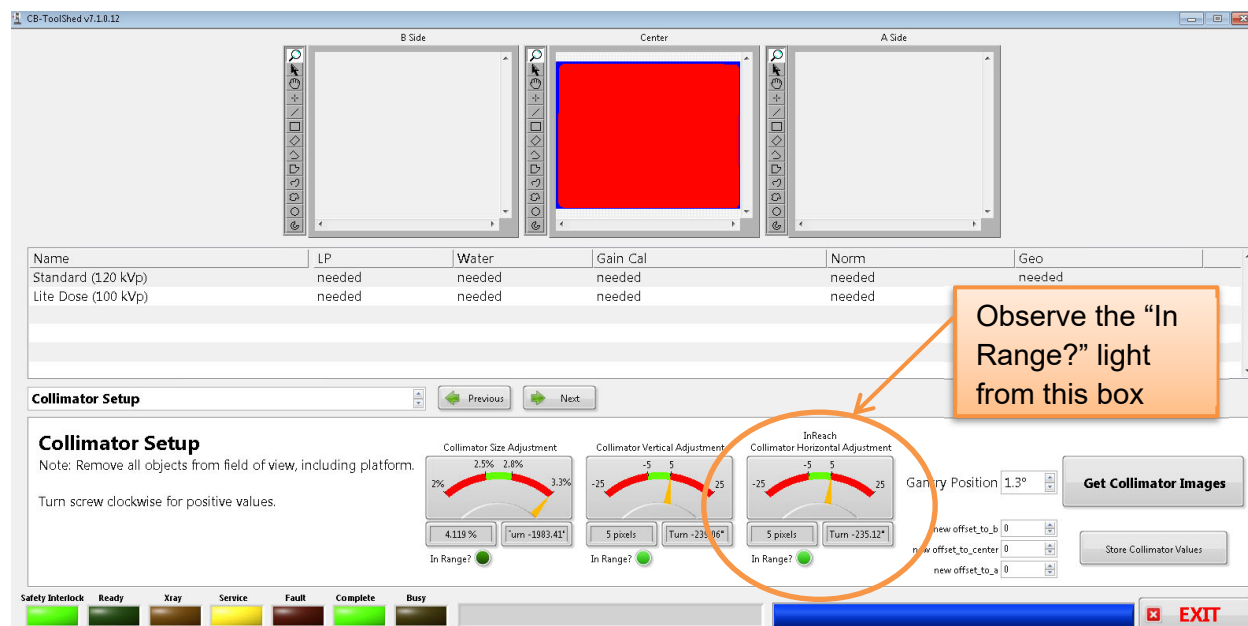 CB-ToolShed v7.1.0.12
B Side
Center
A Side
Name LP Water Gain Cal Norm Geo
Standard (120 kVp) needed needed needed needed needed
Lite Dose (100 kVp) needed needed needed needed
Observe the “In
Range?” light
from this box
Collimator Setup
Previous
Next
Collimator Setup
Note: Remove all objects from field of view, including platform.
Turn screw clockwise for positive values.
Collimator Size Adjustment
2% 2.5% 2.8% 3.3%
4.119 % Turn -1983.41°
In Range?
Collimator Vertical Adjustment
-25 -5 5 25
5 pixels Turn
In Range?
InReach
Collimator Horizontal Adjustment
-25 -5 5 25
5 pixels Turn -235.12°
In Range?
Gantry Position 1.3°
Get Collimator Images
new offset_to_b 0
new offset_to_center 0
new offset_to_a 0
Store Collimator Values
Safety Interlock Ready Xray Service Fault Complete Busy
EXIT